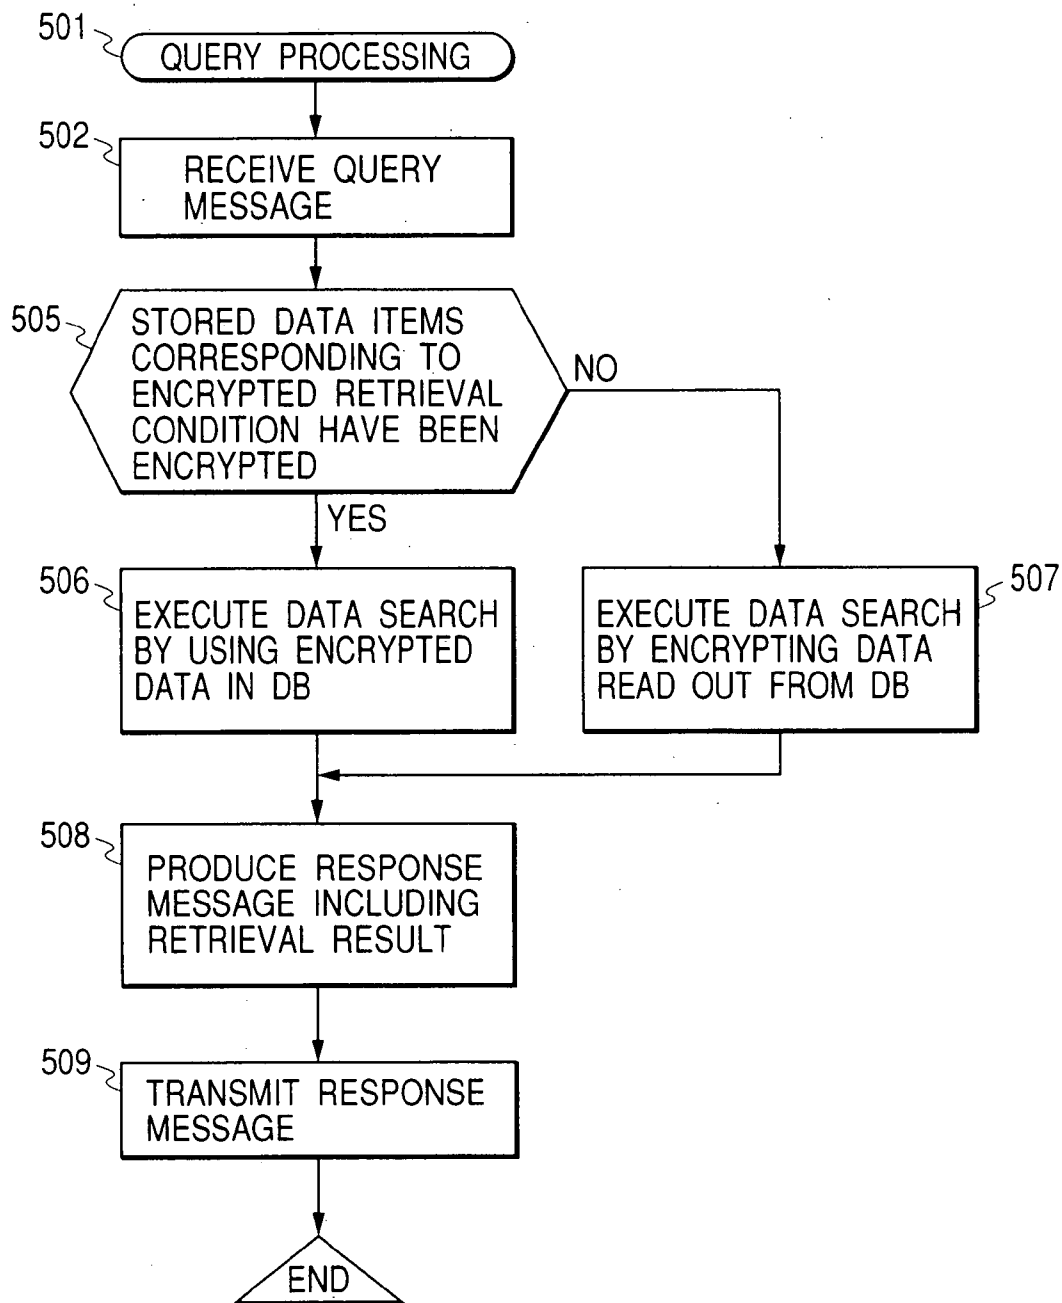 501
QUERY PROCESSING
502
RECEIVE QUERY
MESSAGE
505
STORED DATA ITEMS
CORRESPONDING TO
ENCRYPTED RETRIEVAL
CONDITION HAVE BEEN
ENCRYPTED
NO
YES
506
EXECUTE DATA SEARCH
BY USING ENCRYPTED
DATA IN DB
507
EXECUTE DATA SEARCH
BY ENCRYPTING DATA
READ OUT FROM DB
508
PRODUCE RESPONSE
MESSAGE INCLUDING
RETRIEVAL RESULT
509
TRANSMIT RESPONSE
MESSAGE
END